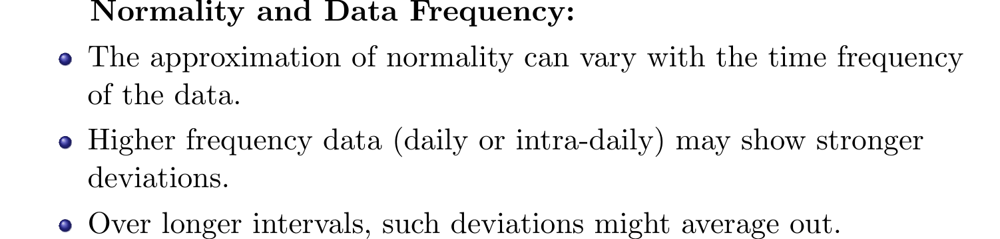 Normality and Data Frequency:
The approximation of normality can vary with the time frequency
of the data.
Higher frequency data (daily or intra-daily) may show stronger
deviations.
Over longer intervals, such deviations might average out.